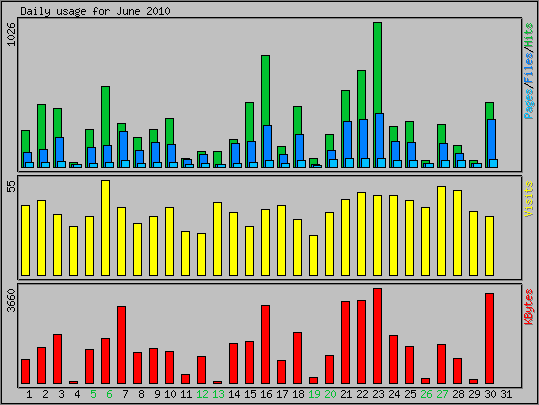 Daily usage for June 2010
1026
Pages/Files/Hits
55
Visits
3660
KBytes
1 2 3 4 5 6 7 8 9 10 11 12 13 14 15 16 17 18 19 20 21 22 23 24 25 26 27 28 29 30 31